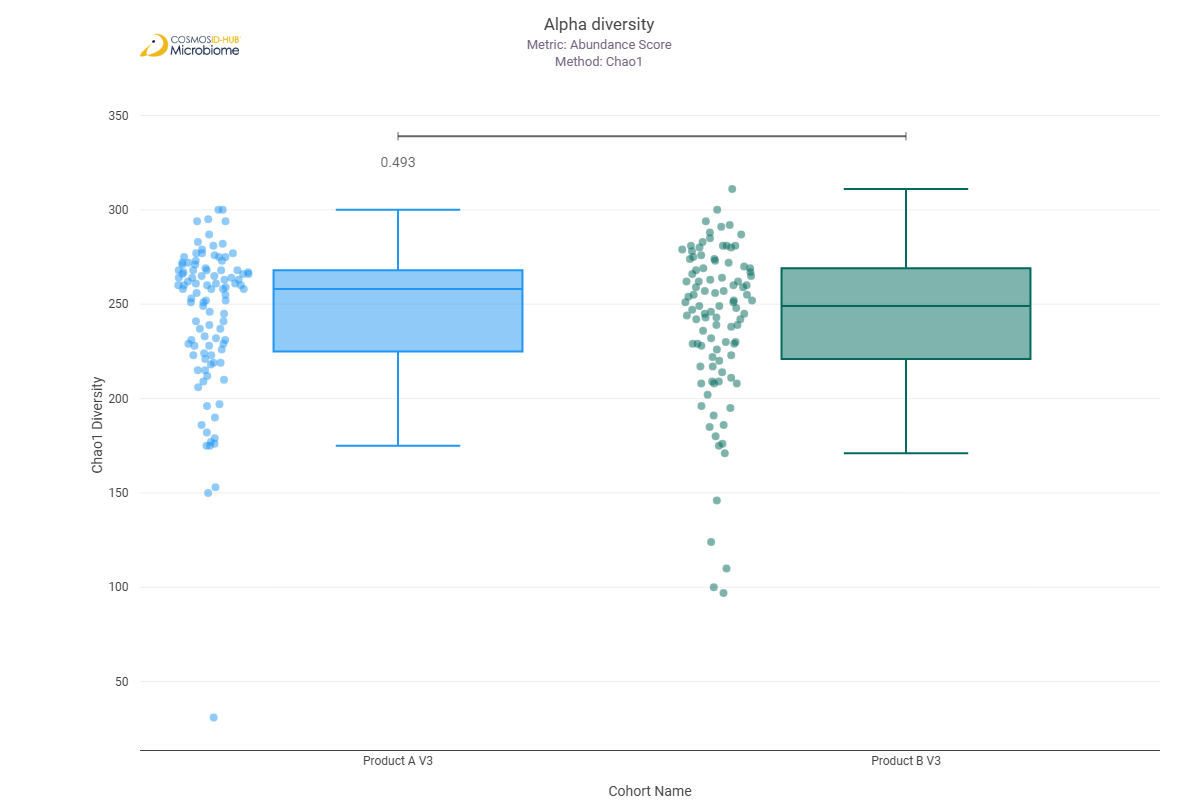 Alpha diversity
Metric: Abundance Score
Method: Chao1
COSMOSID-HUB
Microbiome
350
0.493
300
250
200
150
100
50
Chao1 Diversity
Product A V3
Product B V3
Cohort Name